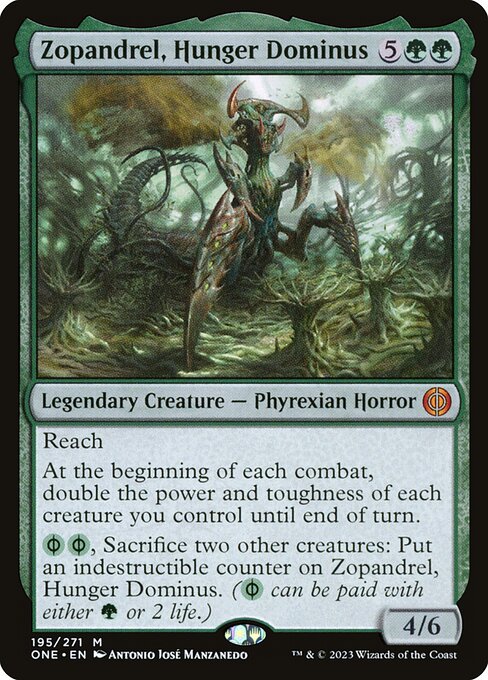 Zopandrel, Hunger Dominus 5
Legendary Creature — Phyrexian Horror
Reach
At the beginning of each combat,
double the power and toughness of each
creature you control until end of turn.
, Sacrifice two other creatures: Put
an indestructible counter on Zopandrel,
Hunger Dominus. ( can be paid with
either or 2 life.)
4/6
195/271 M
ONE • EN Antonio José Manzanedo
™ & © 2023 Wizards of the Coast